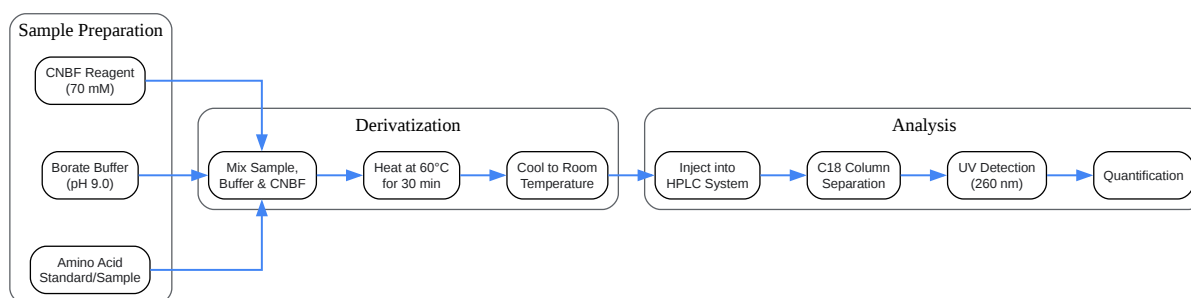 Sample Preparation
CNBF Reagent
(70 mM)
Borate Buffer
(pH 9.0)
Amino Acid
Standard/Sample
Derivatization
Mix Sample,
Buffer & CNBF
Heat at 60°C
for 30 min
Cool to Room
Temperature
Analysis
Inject into
HPLC System
C18 Column
Separation
UV Detection
(260 nm)
Quantification